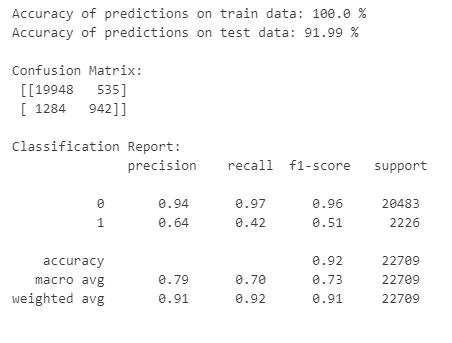 Accuracy of predictions on train data: 100.0 %
Accuracy of predictions on test data: 91.99 %
Confusion Matrix:
[[19948 535]
[ 1284 942]]
Classification Report:
precision recall f1-score support
0 0.94 0.97 0.96 20483
1 0.64 0.42 0.51 2226
accuracy 0.92 22709
macro avg 0.79 0.70 0.73 22709
weighted avg 0.91 0.92 0.91 22709